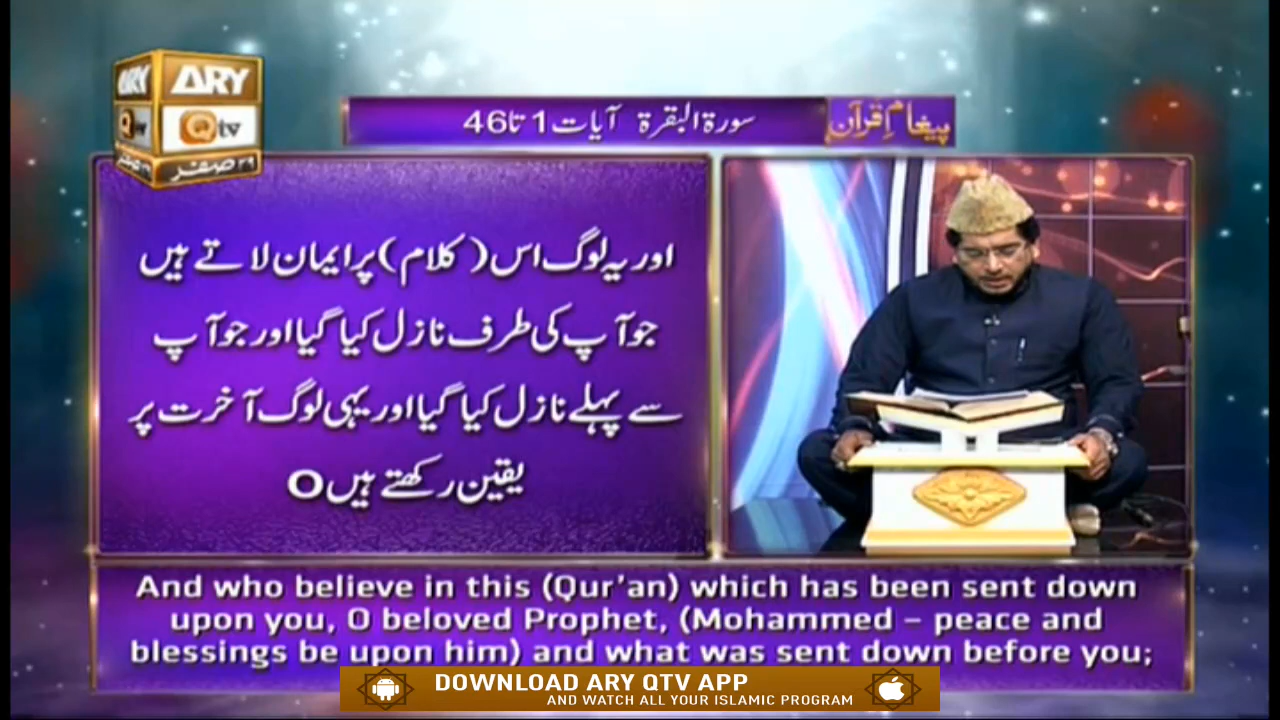 ARY
ARY
Q tv
Qtv
۲۹ صفر
سورۃ البقرۃ آیات 1 تا 46
پیغامِ قرآن
اور یہ لوگ اس ( کلام ) پر ایمان لاتے ہیں
جو آپ کی طرف نازل کیا گیا اور جو آپ
سے پہلے نازل کیا گیا اور یہی لوگ آخرت پر
یقین رکھتے ہیں O
And who believe in this (Qur’an) which has been sent down
upon you, O beloved Prophet, (Mohammed – peace and
blessings be upon him) and what was sent down before you;
DOWNLOAD ARY QTV APP
AND WATCH ALL YOUR ISLAMIC PROGRAM